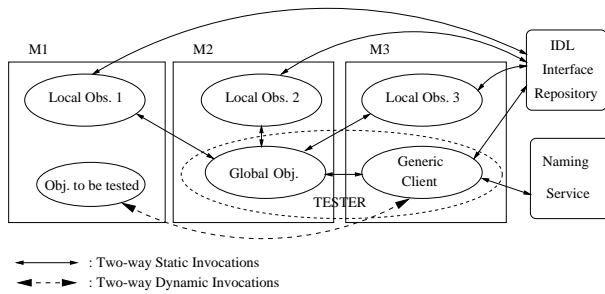 M1
M2
M3
IDL
Interface
Repository
Local Obs. 1
Local Obs. 2
Local Obs. 3
Obj. to be tested
Global Obj.
Generic
Client
TESTER
Naming
Service
: Two-way Static Invocations
: Two-way Dynamic Invocations